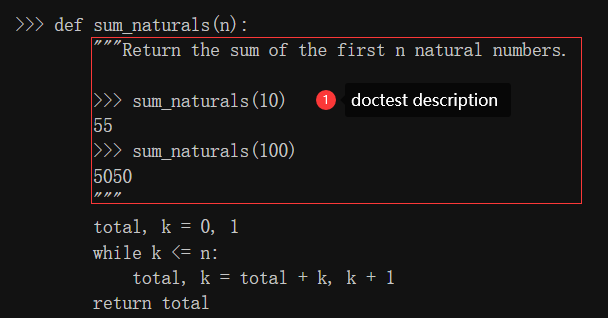 >>> def sum_naturals(n):
"""Return the sum of the first n natural numbers.
>>> sum_naturals(10)
1 doctest description
55
>>> sum_naturals(100)
5050
"""
total, k = 0, 1
while k <= n:
total, k = total + k, k + 1
return total